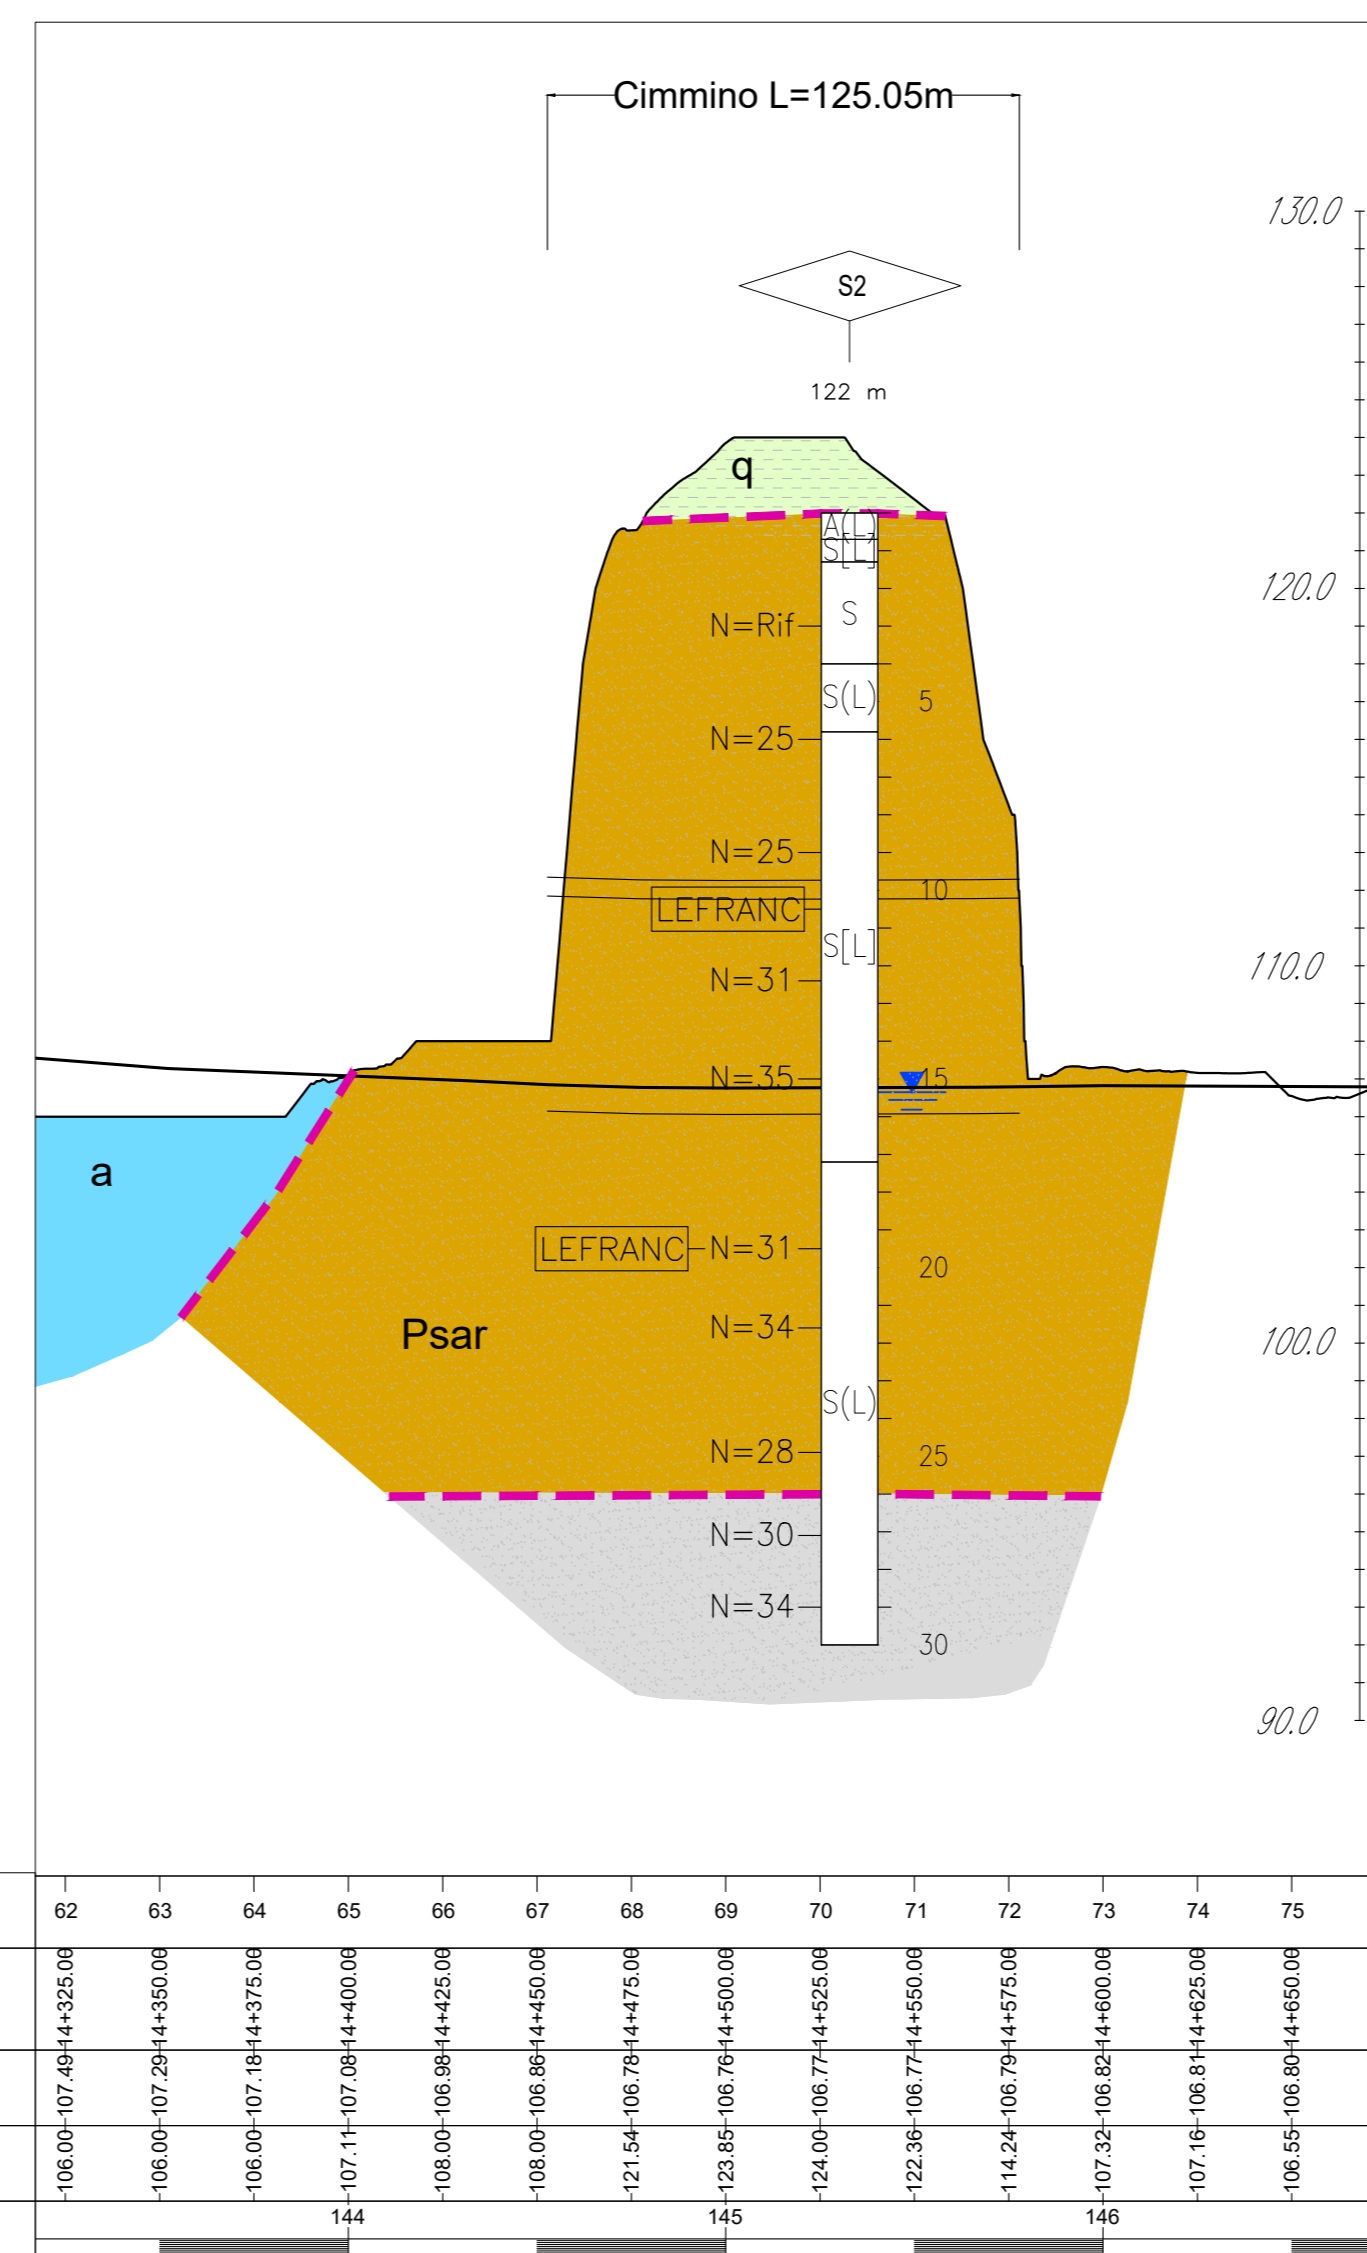 Cimmino L=125.05m
130.0
S2
122 m
q
A(L)
S[L]
120.0
S
N=Rif
S(L)
5
N=25
N=25
10
LEFRANC
S[L]
110.0
N=31
N=35
15
a
LEFRANC N=31
20
N=34
Psar
100.0
S(L)
N=28
25
N=30
N=34
30
90.0
62 63 64 65 66 67 68 69 70 71 72 73 74 75
14+325.00 14+350.00 14+375.00 14+400.00 14+425.00 14+450.00 14+475.00 14+500.00 14+525.00 14+550.00 14+575.00 14+600.00 14+625.00 14+650.00
107.49 107.29 107.18 107.08 106.98 106.86 106.78 106.76 106.77 106.77 106.79 106.82 106.81 106.80
106.00 106.00 106.00 107.11 108.00 108.00 121.54 123.85 124.00 122.36 114.24 107.32 107.16 106.55
144 145 146